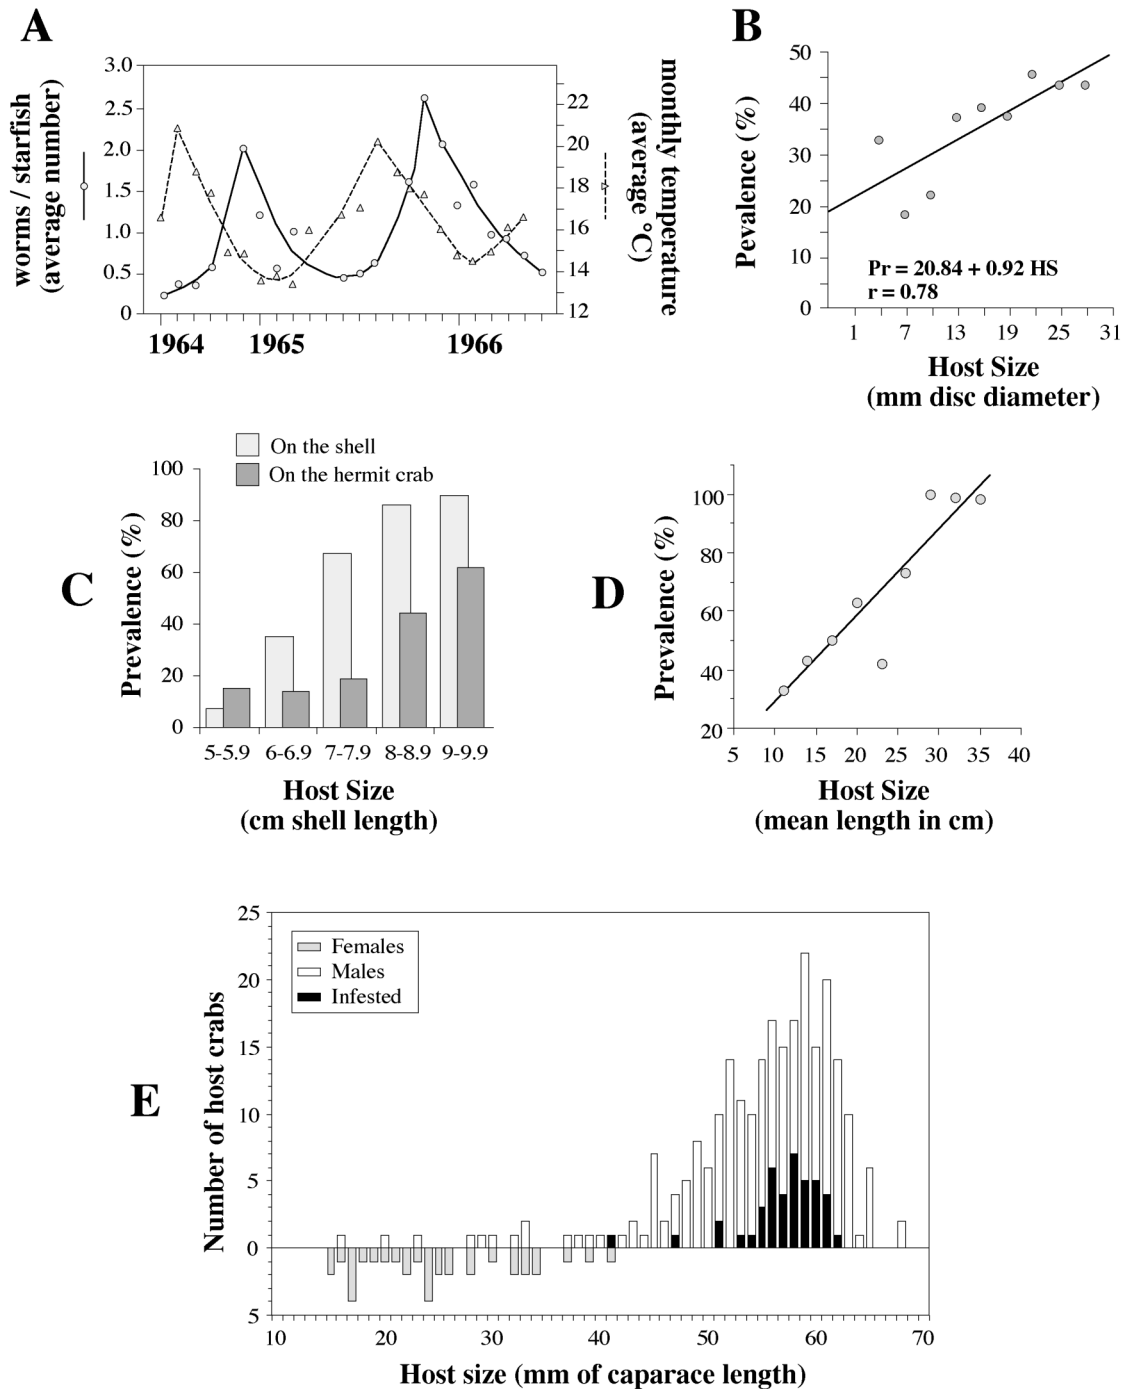 A
worms / starfish
(average number)
3.0
2.5
2.0
1.5
1.0
0.5
0
22
20
18
16
14
12
monthly temperature
(average °C)
1964
1965
1966
B
Pevalence (%)
50
40
30
20
10
0
Pr = 20.84 + 0.92 HS
r = 0.78
1 7 13 19 25 31
Host Size
(mm disc diameter)
C
On the shell
On the hermit crab
Prevalence (%)
100
80
60
40
20
0
5-5.9 6-6.9 7-7.9 8-8.9 9-9.9
Host Size
(cm shell length)
D
Prevalence (%)
100
80
60
40
20
5 10 15 20 25 30 35 40
Host Size
(mean length in cm)
E
Number of host crabs
25
20
15
10
5
0
5
Females
Males
Infested
10 20 30 40 50 60 70
Host size (mm of caparace length)